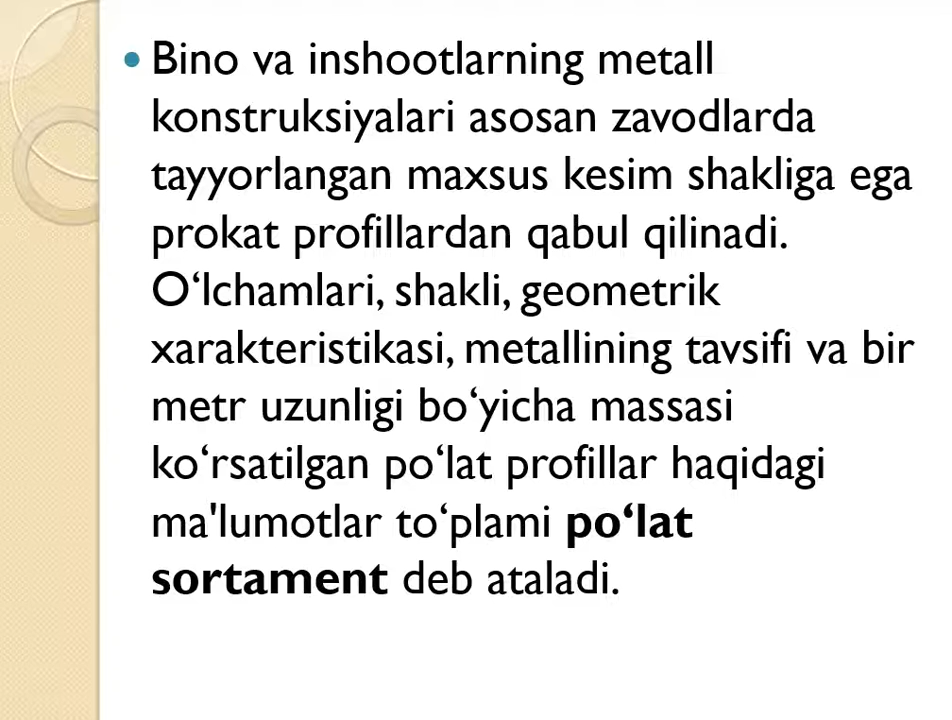 Bino va inshootlarning metall
konstruksiyalari asosan zavodlarda
tayyorlangan maxsus kesim shakliga ega
prokat profillardan qabul qilinadi.
O‘lchamlari, shakli, geometrik
xarakteristikasi, metallining tavsifi va bir
metr uzunligi bo‘yicha massasi
ko‘rsatilgan po‘lat profillar haqidagi
ma'lumotlar to‘plami po‘lat
sortament deb ataladi.